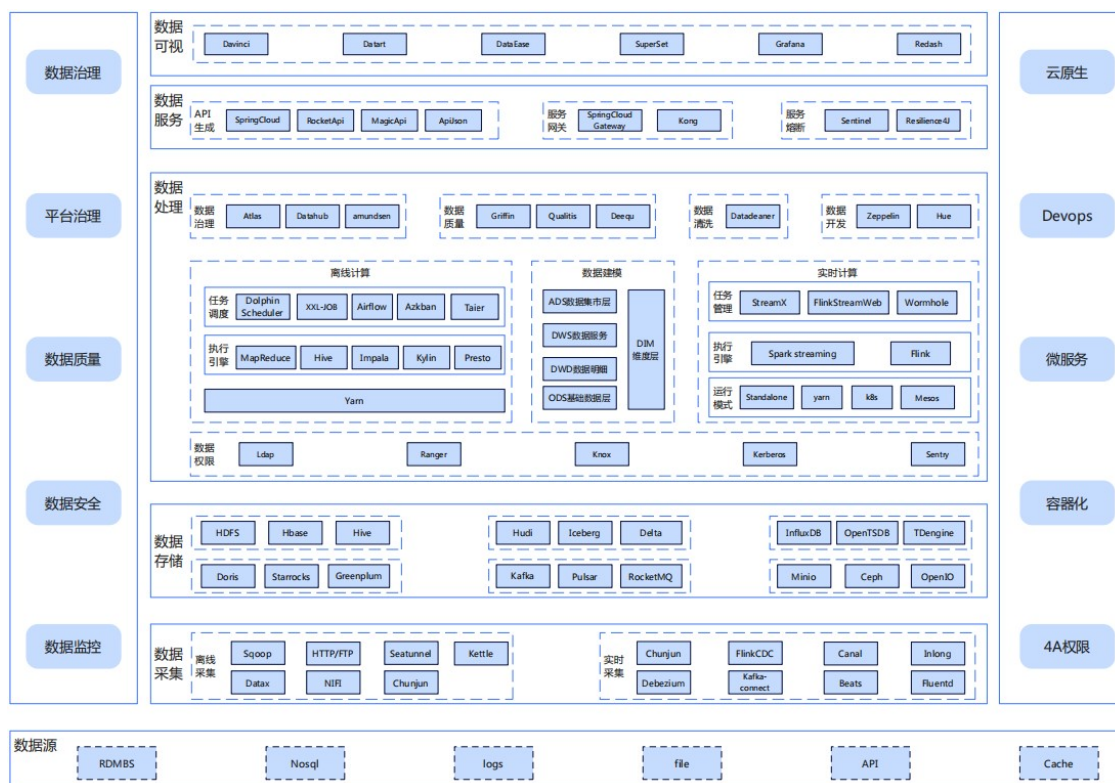 数据治理
平台治理
数据质量
数据安全
数据监控
数据
可视
Davinci
Datart
DataEase
SuperSet
Grafana
Redash
数据
服务
API
生成
SpringCloud
RocketApi
MagicApi
ApiJson
服务
网关
SpringCloud
Gateway
Kong
服务
熔断
Sentinel
Resilience4J
数据
处理
数据
治理
Atlas
Datahub
amundsen
数据
质量
Griffin
Qualitis
Deequ
数据
清洗
Datadeaner
数据
开发
Zeppelin
Hue
离线计算
任务
调度
Dolphin
Scheduler
XXL-JOB
Airflow
Azkban
Taier
执行
引擎
MapReduce
Hive
Impala
Kylin
Presto
Yarn
数据建模
ADS数据集市层
DWS数据服务
DWD数据明细
ODS基础数据层
DIM
维度层
实时计算
任务
管理
StreamX
FlinkStreamWeb
Wormhole
执行
引擎
Spark streaming
Flink
运行
模式
Standalone
yarn
k8s
Mesos
数据
权限
Ldap
Ranger
Knox
Kerberos
Sentry
数据
存储
HDFS
Hbase
Hive
Hudi
Iceberg
Delta
InfluxDB
OpenTSDB
TDengine
Doris
Starrocks
Greenplum
Kafka
Pulsar
RocketMQ
Minio
Ceph
OpenIO
数据
采集
离线
采集
Sqoop
HTTP/FTP
Seatunnel
Kettle
Datax
NIFI
Chunjun
实时
采集
Chunjun
FlinkCDC
Canal
Inlong
Debezium
Kafka-
connect
Beats
Fluentd
云原生
Devops
微服务
容器化
4A权限
数据源
RDMBS
Nosql
logs
file
API
Cache